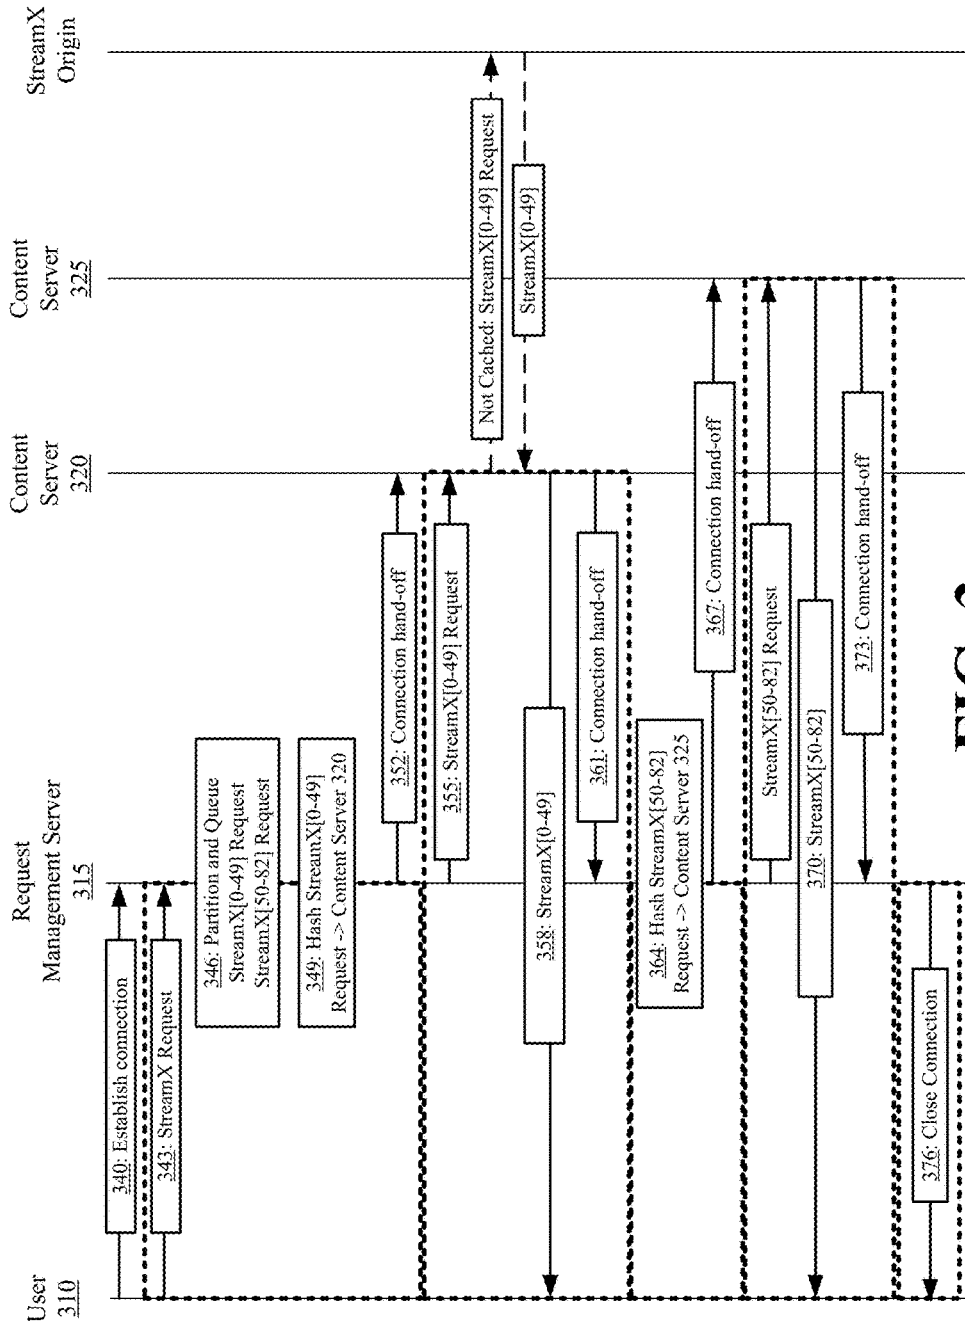 User
310
Request
Management Server
315
Content
Server
320
Content
Server
325
StreamX
Origin
340: Establish connection
343: StreamX Request
346: Partition and Queue
StreamX[0-49] Request
StreamX[50-82] Request
349: Hash StreamX[0-49]
Request -> Content Server 320
352: Connection hand-off
355: StreamX[0-49] Request
Not Cached: StreamX[0-49] Request
StreamX[0-49]
358: StreamX[0-49]
361: Connection hand-off
364: Hash StreamX[50-82]
Request -> Content Server 325
367: Connection hand-off
StreamX[50-82] Request
370: StreamX[50-82]
373: Connection hand-off
376: Close Connection